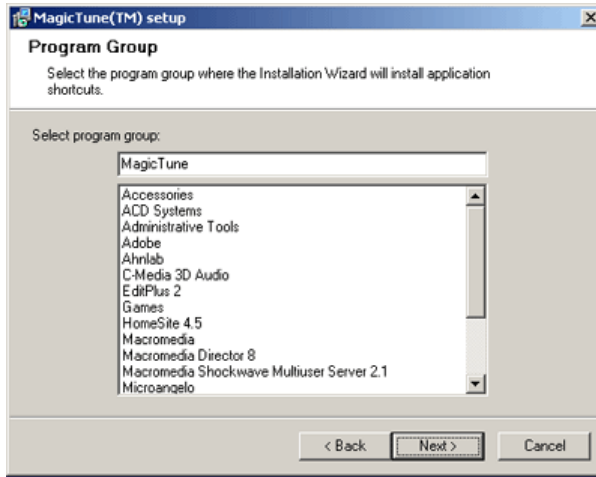 MagicTune(TM) setup
Program Group
Select the program group where the Installation Wizard will install application
shortcuts.
Select program group:
MagicTune
Accessories
ACD Systems
Administrative Tools
Adobe
Ahnlab
C-Media 3D Audio
EditPlus 2
Games
HomeSite 4.5
Macromedia
Macromedia Director 8
Macromedia Shockwave Multiuser Server 2.1
Microangelo
< Back Next > Cancel